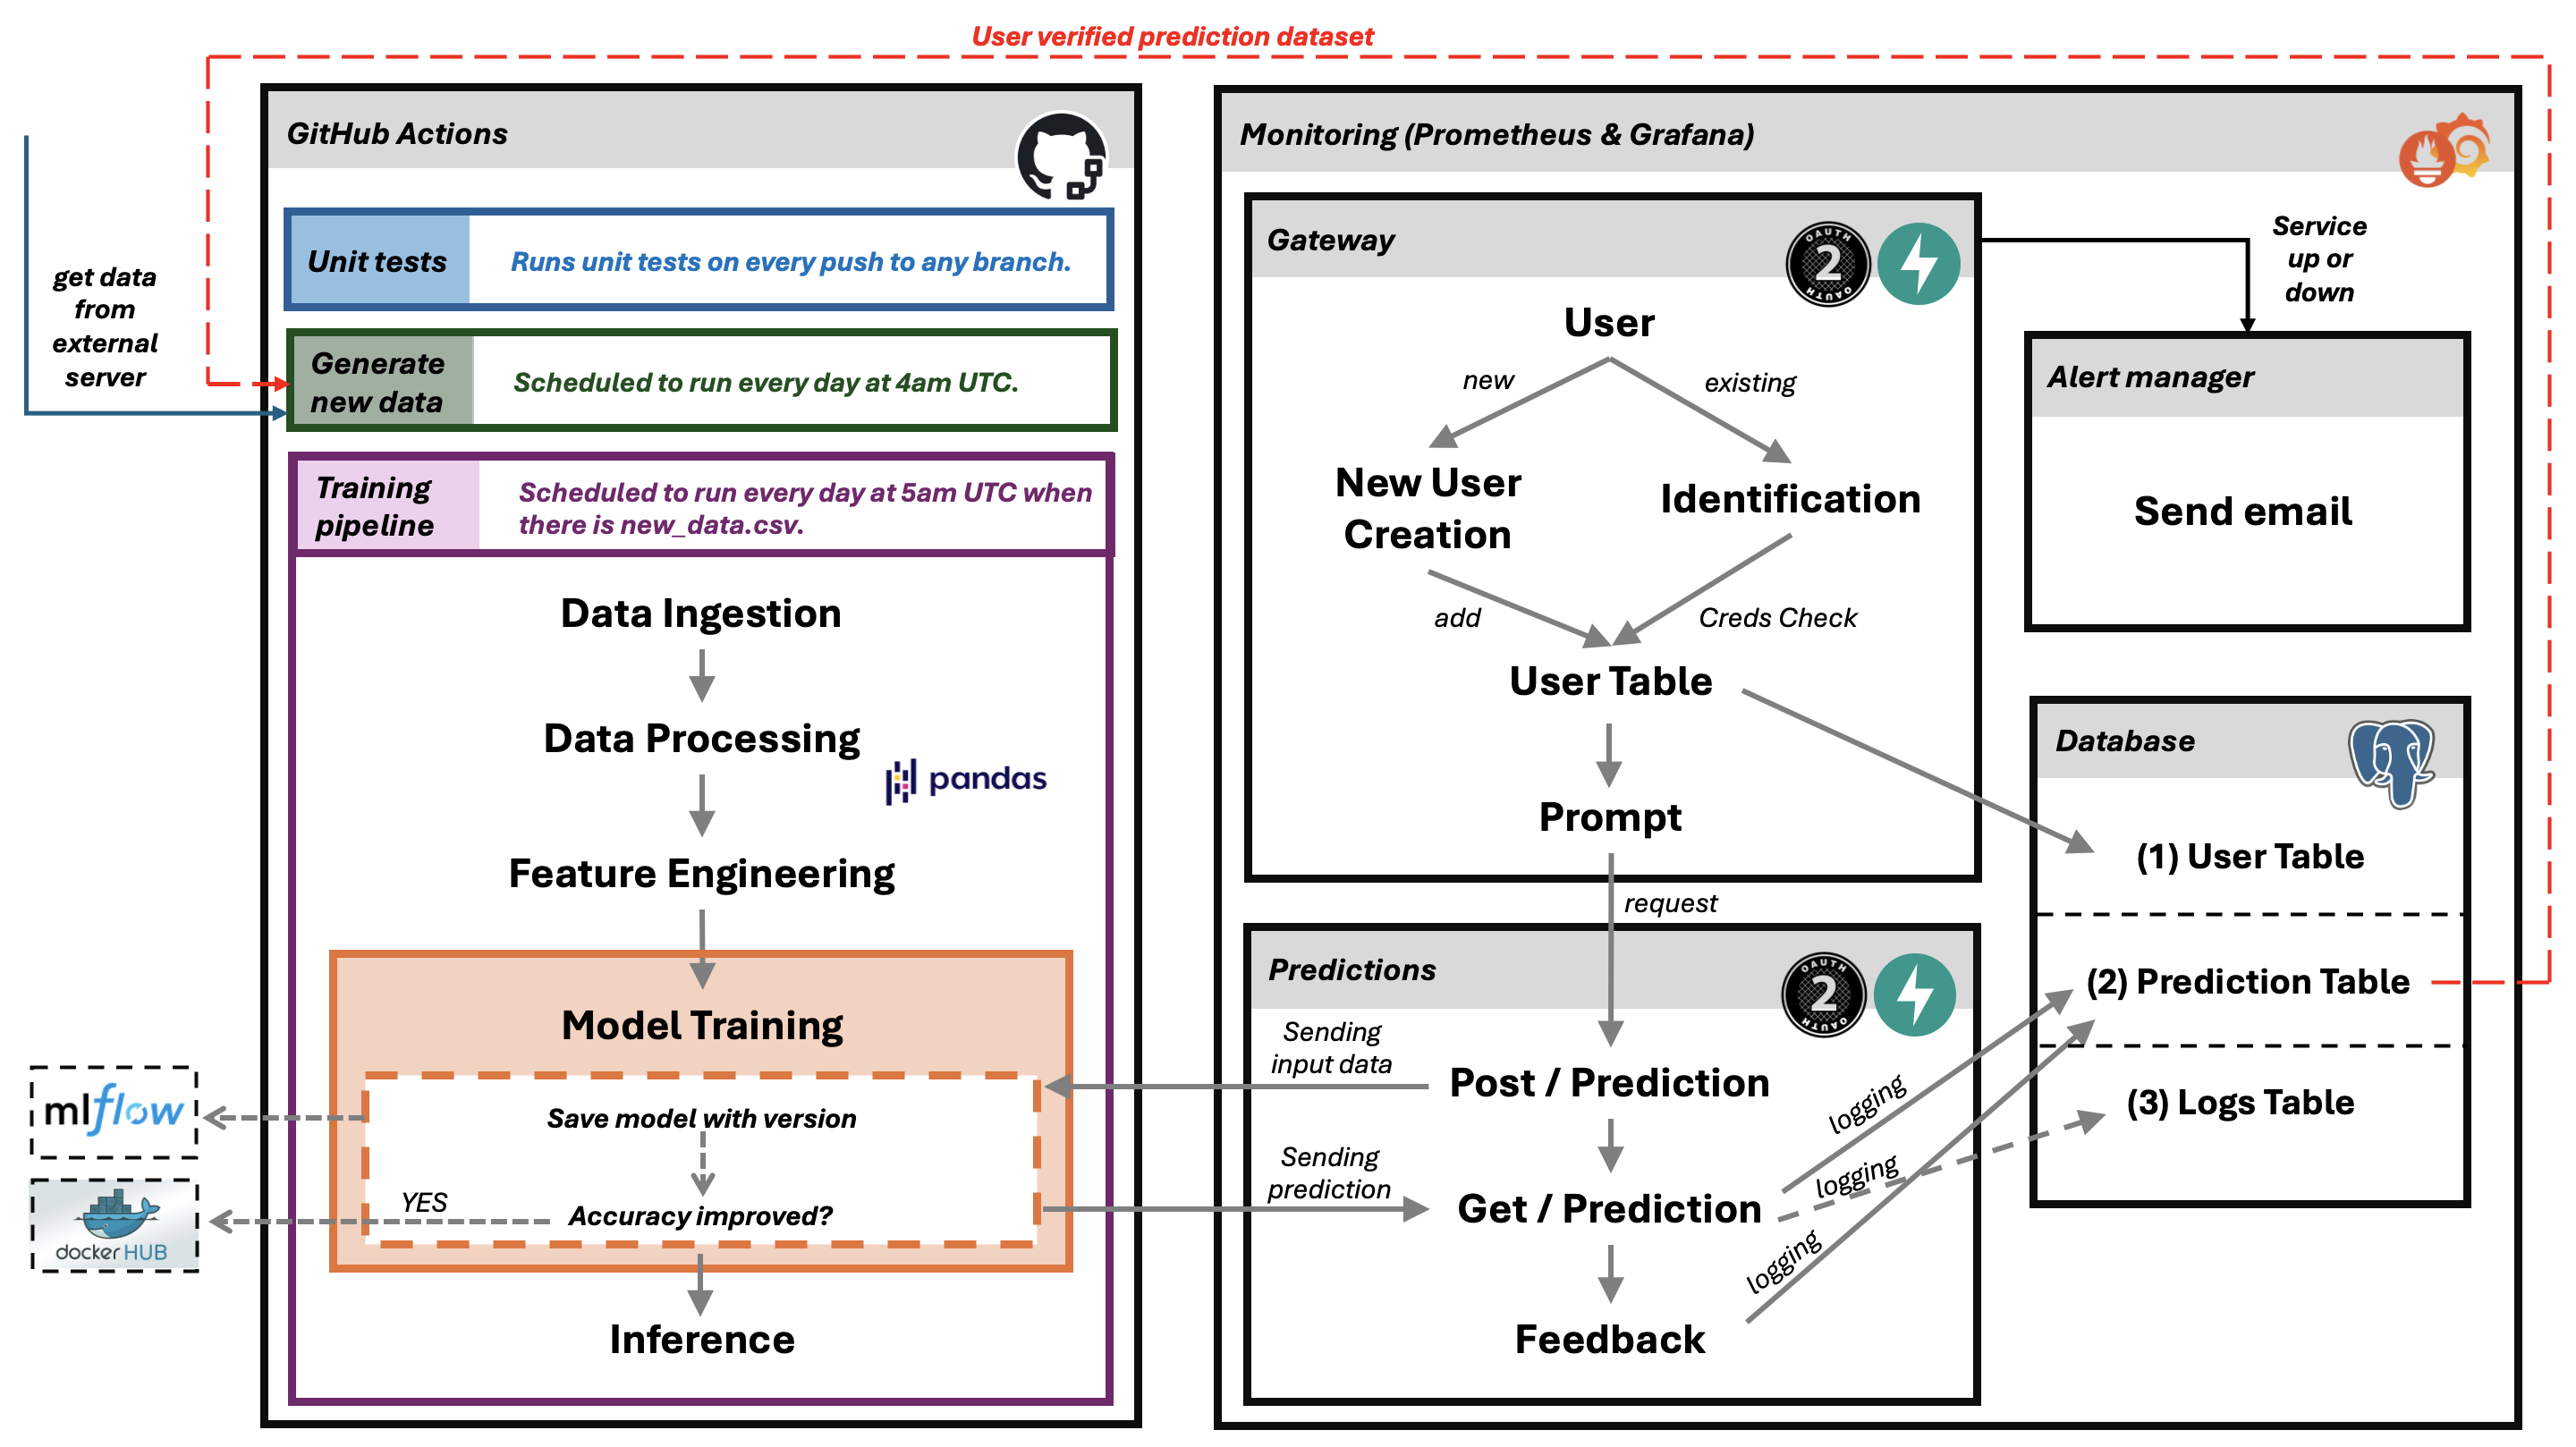 User verified prediction dataset
GitHub Actions
Unit tests
Runs unit tests on every push to any branch.
get data
from
external
server
Generate
new data
Scheduled to run every day at 4am UTC.
Training
pipeline
Scheduled to run every day at 5am UTC when
there is new_data.csv.
Data Ingestion
Data Processing
pandas
Feature Engineering
Model Training
Save model with version
Accuracy improved?
YES
mlflow
docker HUB
Inference
Monitoring (Prometheus & Grafana)
Gateway
OAUTH
2
OAUTH
User
new
existing
New User
Creation
Identification
add
Creds Check
User Table
Prompt
request
Service
up or
down
Alert manager
Send email
Database
(1) User Table
(2) Prediction Table
(3) Logs Table
Predictions
OAUTH
2
OAUTH
Sending
input data
Post / Prediction
Sending
prediction
Get / Prediction
Feedback
logging
logging
logging